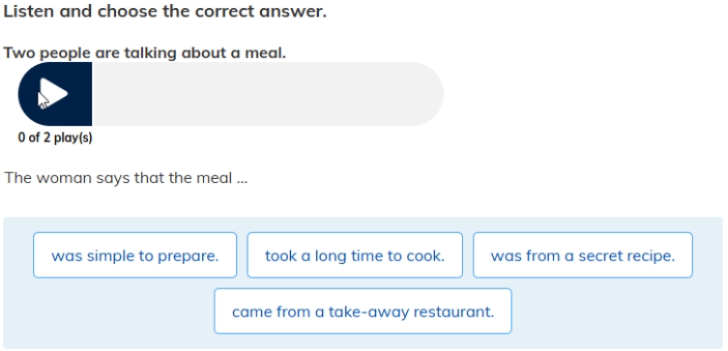 Listen and choose the correct answer.
Two people are talking about a meal.
0 of 2 play(s)
The woman says that the meal ...
was simple to prepare.
took a long time to cook.
was from a secret recipe.
came from a take-away restaurant.